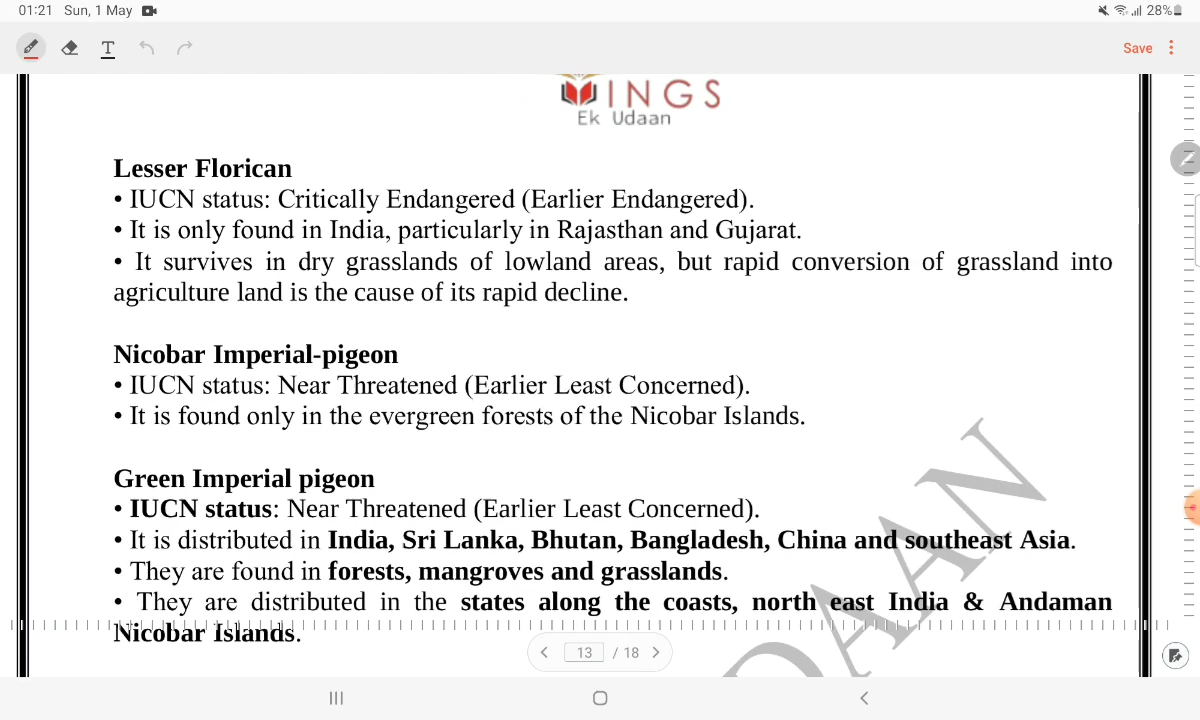 01:21 Sun, 1 May
28%
T
Save
WINGS
Ek Udaan
Lesser Florican
• IUCN status: Critically Endangered (Earlier Endangered).
• It is only found in India, particularly in Rajasthan and Gujarat.
• It survives in dry grasslands of lowland areas, but rapid conversion of grassland into
agriculture land is the cause of its rapid decline.
Nicobar Imperial-pigeon
• IUCN status: Near Threatened (Earlier Least Concerned).
• It is found only in the evergreen forests of the Nicobar Islands.
Green Imperial pigeon
• IUCN status: Near Threatened (Earlier Least Concerned).
• It is distributed in India, Sri Lanka, Bhutan, Bangladesh, China and southeast Asia.
• They are found in forests, mangroves and grasslands.
• They are distributed in the states along the coasts, north east India & Andaman
Nicobar Islands.
DAAN
13 / 18